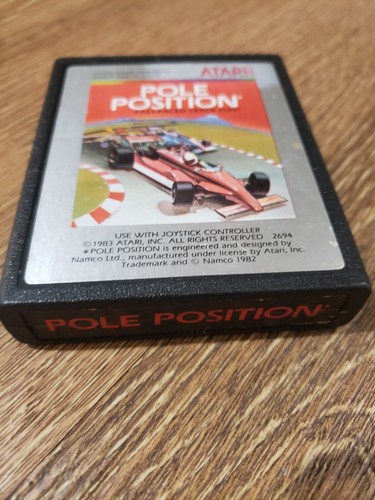 ATARI
POLE
POSITION*
USE WITH JOYSTICK CONTROLLER
©1983 ATARI, INC. ALL RIGHTS RESERVED 2694
*POLE POSITION is engineered and designed by
Namco Ltd., manufactured under license by Atari, Inc.
Trademark and © Namco 1982
POLE POSITION*